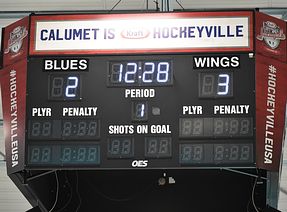 CALUMET IS Kraft HOCKEYVILLE
BLUES 12:28 WINGS
2 PERIOD 3
PLYR PENALTY 1 PLYR PENALTY
SHOTS ON GOAL
OES
#HOCKEYVILLEUSA
#HOCKEYVILLEUSA